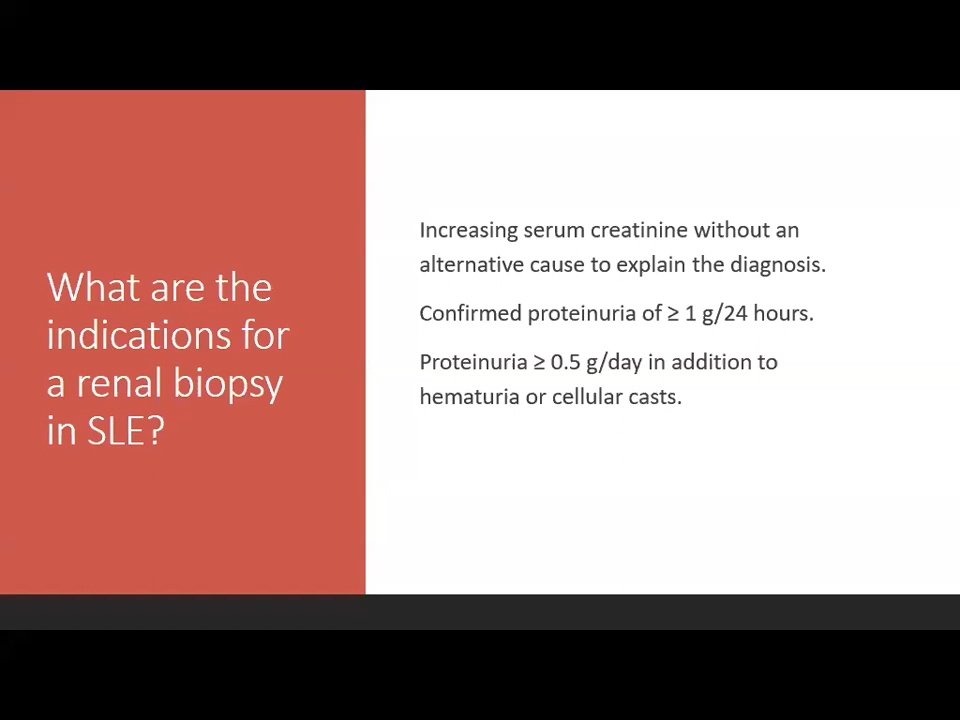 What are the
indications for
a renal biopsy
in SLE?
Increasing serum creatinine without an
alternative cause to explain the diagnosis.
Confirmed proteinuria of ≥ 1 g/24 hours.
Proteinuria ≥ 0.5 g/day in addition to
hematuria or cellular casts.